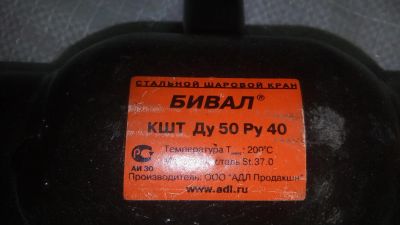 СТАЛЬНОЙ ШАРОВОЙ КРАН
БИВАЛ®
КШТ Ду 50 Ру 40
Температура Tмакс: 200°C
сталь St.37.0
АИ 30
Производитель: ООО "АДЛ Продакшн"
www.adl.ru